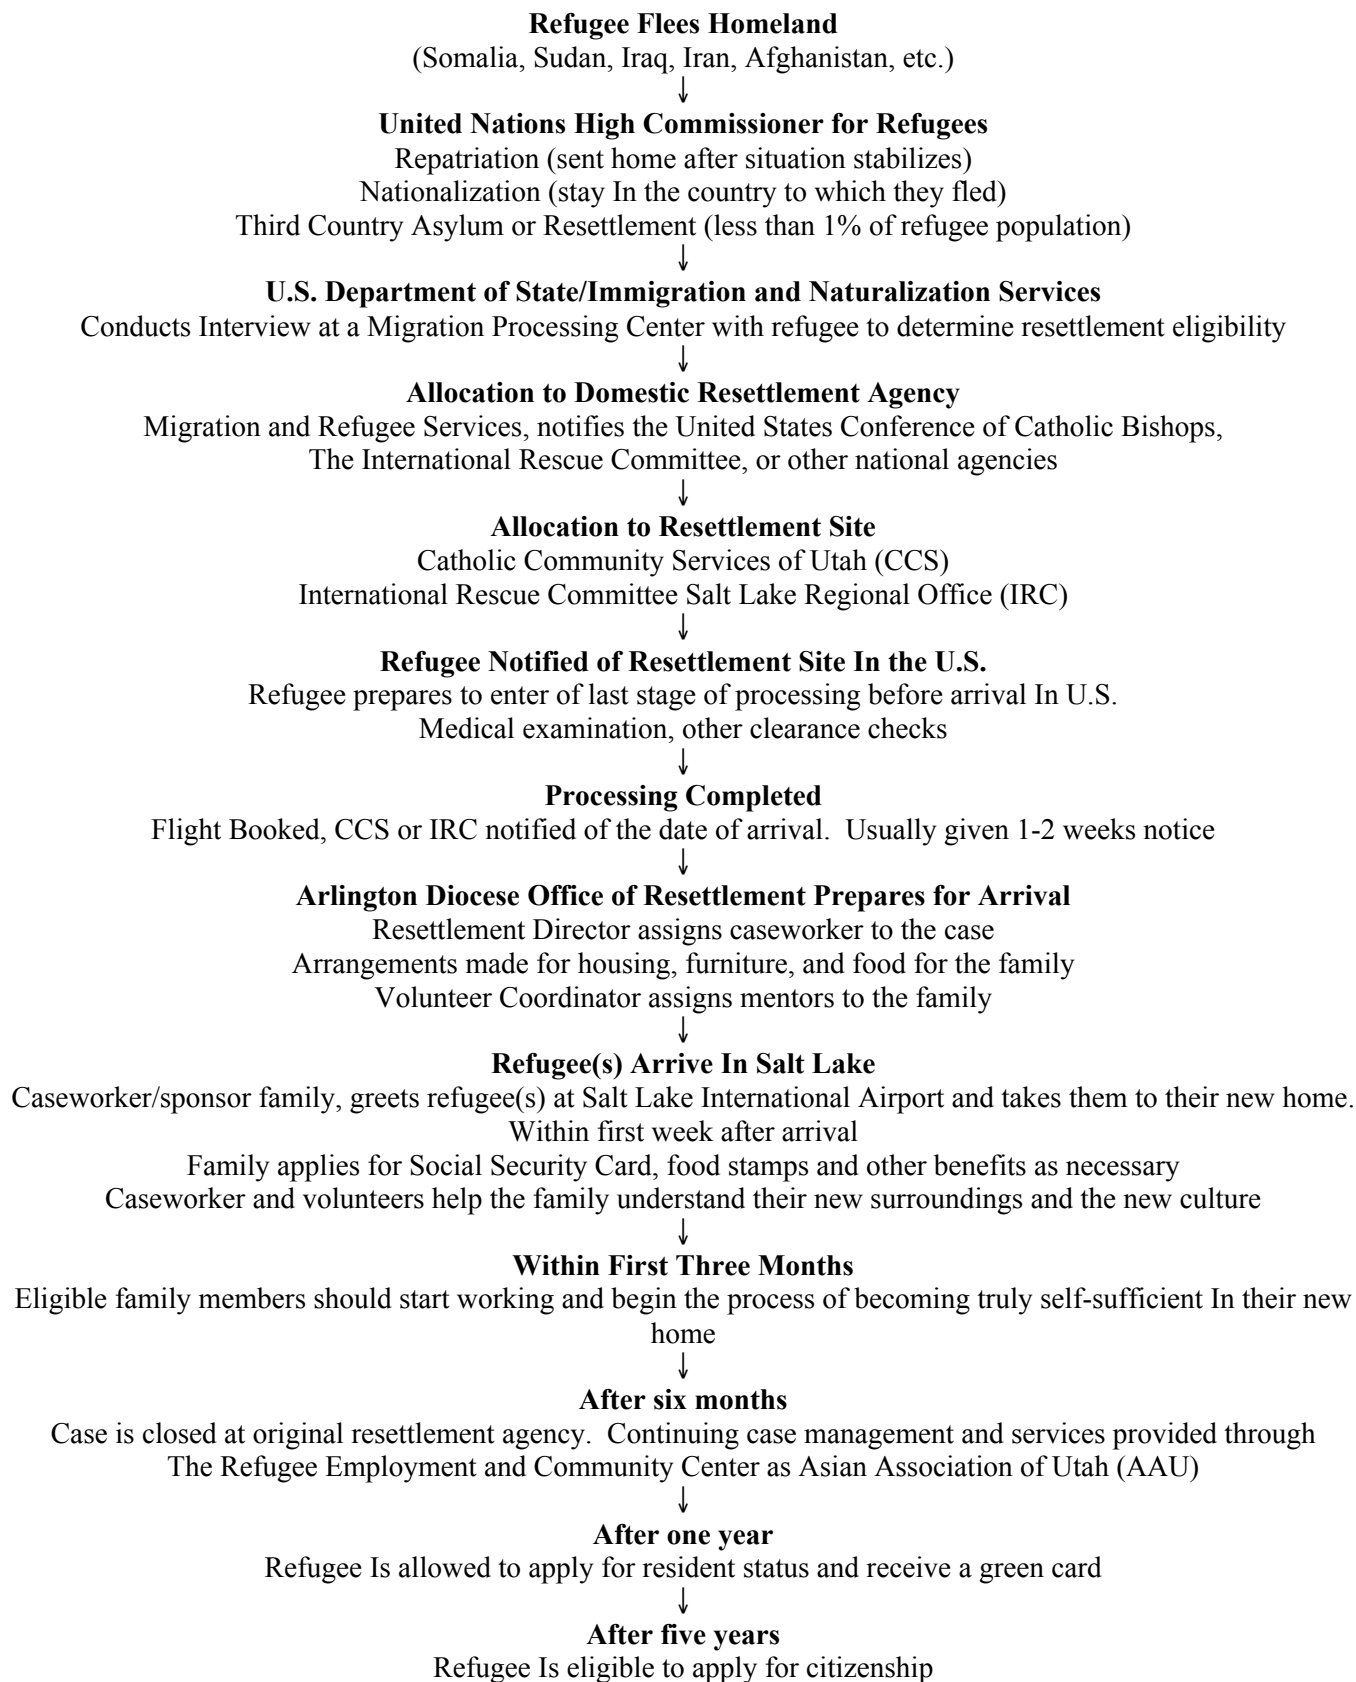 Refugee Flees Homeland
(Somalia, Sudan, Iraq, Iran, Afghanistan, etc.)
↓
United Nations High Commissioner for Refugees
Repatriation (sent home after situation stabilizes)
Nationalization (stay In the country to which they fled)
Third Country Asylum or Resettlement (less than 1% of refugee population)
↓
U.S. Department of State/Immigration and Naturalization Services
Conducts Interview at a Migration Processing Center with refugee to determine resettlement eligibility
↓
Allocation to Domestic Resettlement Agency
Migration and Refugee Services, notifies the United States Conference of Catholic Bishops,
The International Rescue Committee, or other national agencies
↓
Allocation to Resettlement Site
Catholic Community Services of Utah (CCS)
International Rescue Committee Salt Lake Regional Office (IRC)
↓
Refugee Notified of Resettlement Site In the U.S.
Refugee prepares to enter of last stage of processing before arrival In U.S.
Medical examination, other clearance checks
↓
Processing Completed
Flight Booked, CCS or IRC notified of the date of arrival.  Usually given 1-2 weeks notice
↓
Arlington Diocese Office of Resettlement Prepares for Arrival
Resettlement Director assigns caseworker to the case
Arrangements made for housing, furniture, and food for the family
Volunteer Coordinator assigns mentors to the family
↓
Refugee(s) Arrive In Salt Lake
Caseworker/sponsor family, greets refugee(s) at Salt Lake International Airport and takes them to their new home.
Within first week after arrival
Family applies for Social Security Card, food stamps and other benefits as necessary
Caseworker and volunteers help the family understand their new surroundings and the new culture
↓
Within First Three Months
Eligible family members should start working and begin the process of becoming truly self-sufficient In their new
home
↓
After six months
Case is closed at original resettlement agency.  Continuing case management and services provided through
The Refugee Employment and Community Center as Asian Association of Utah (AAU)
↓
After one year
Refugee Is allowed to apply for resident status and receive a green card
↓
After five years
Refugee Is eligible to apply for citizenship